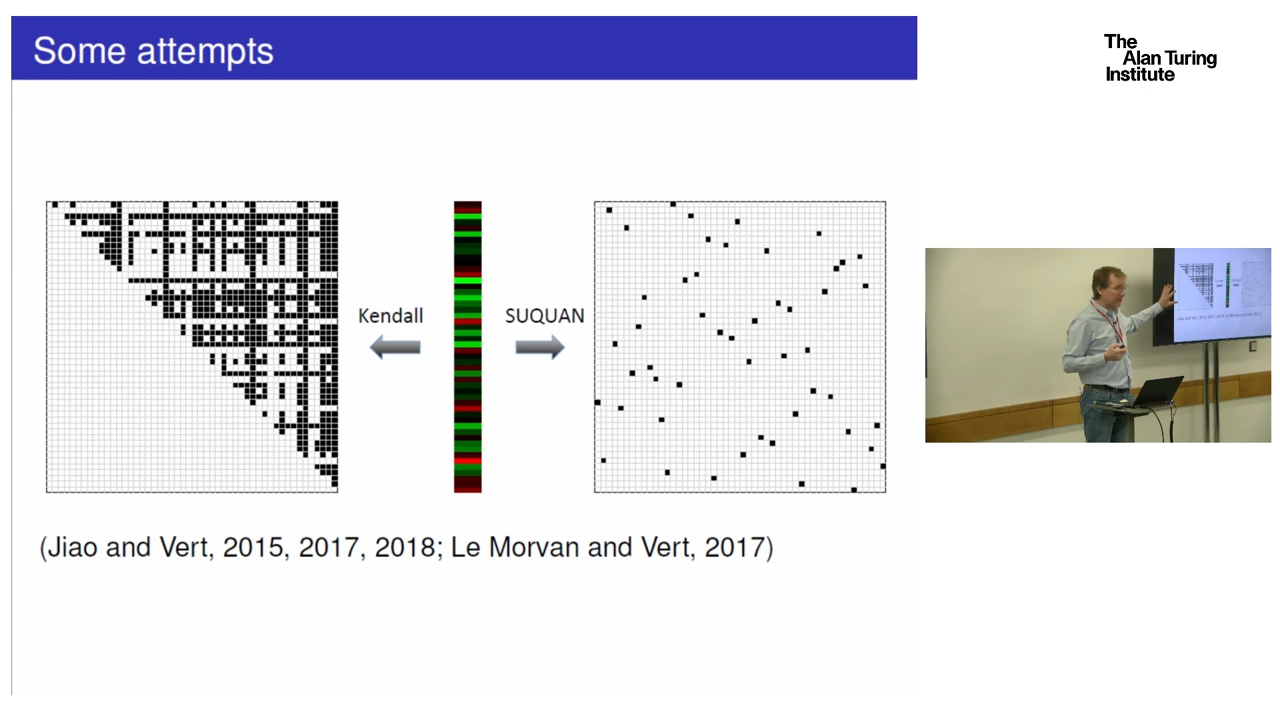 Some attempts
The
Alan Turing
Institute
Kendall
SUQUAN
(Jiao and Vert, 2015, 2017, 2018; Le Morvan and Vert, 2017)